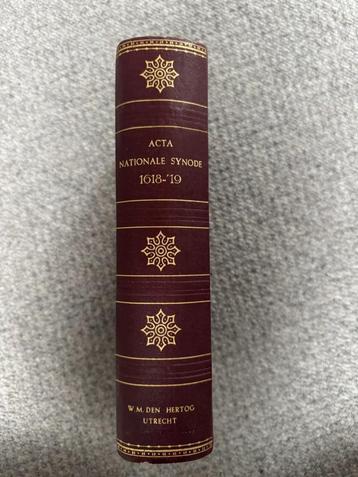 ACTA
NATIONALE SYNODE
1618-'19
W.M. DEN HERTOG
UTRECHT